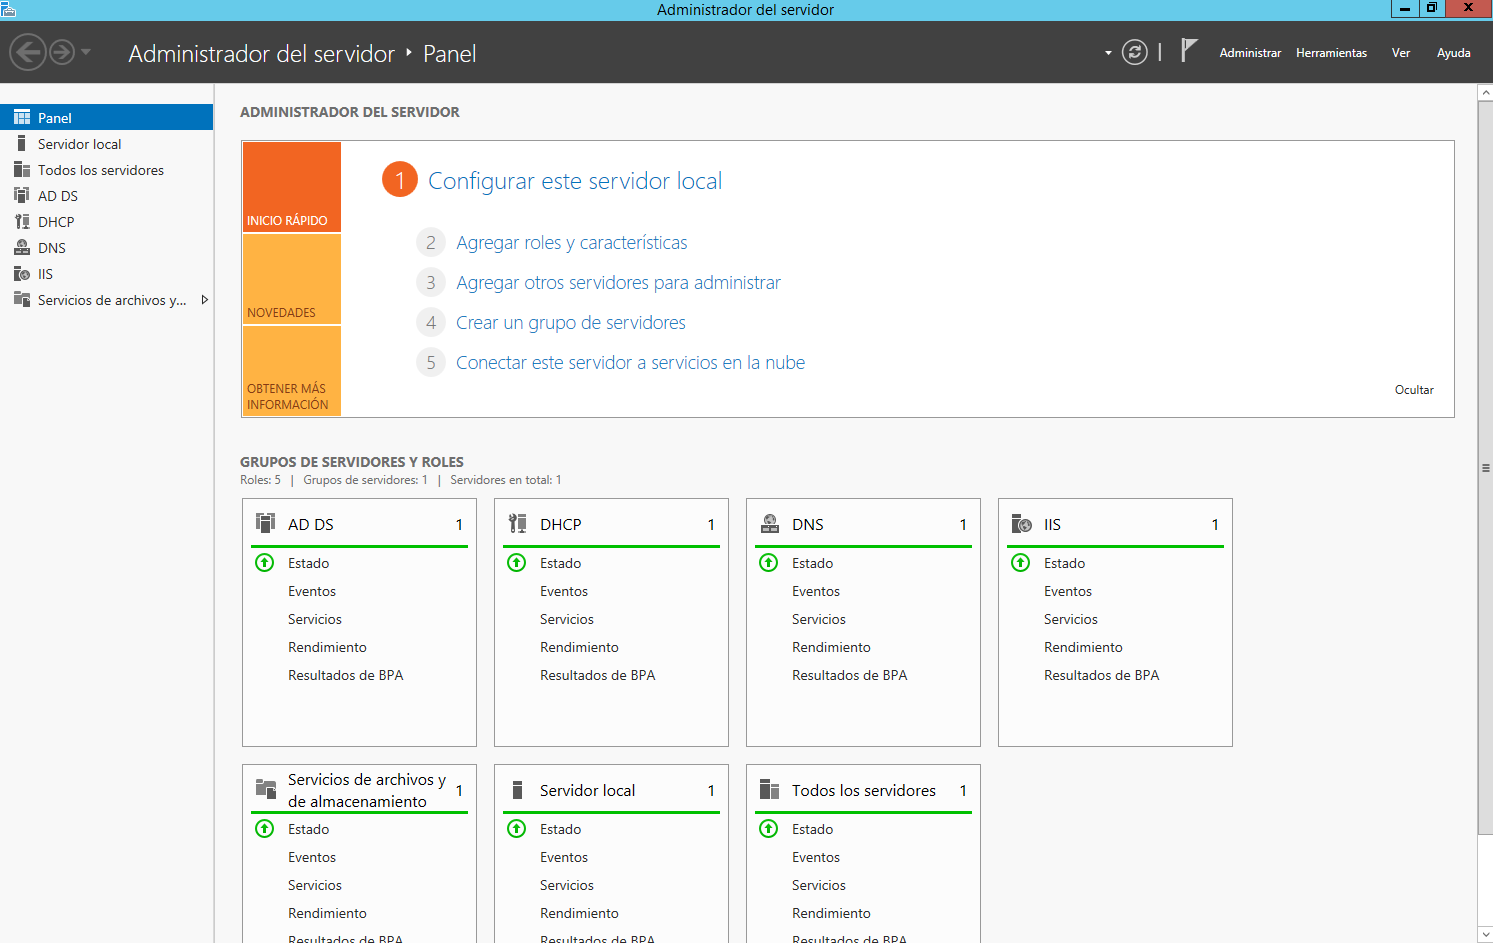 Administrador del servidor
Administrador del servidor ‣ Panel
Administrar
Herramientas
Ver
Ayuda
Panel
Servidor local
Todos los servidores
AD DS
DHCP
DNS
IIS
Servicios de archivos y...
ADMINISTRADOR DEL SERVIDOR
INICIO RÁPIDO
NOVEDADES
OBTENER MÁS
INFORMACIÓN
1 Configurar este servidor local
2 Agregar roles y características
3 Agregar otros servidores para administrar
4 Crear un grupo de servidores
5 Conectar este servidor a servicios en la nube
Ocultar
GRUPOS DE SERVIDORES Y ROLES
Roles: 5 | Grupos de servidores: 1 | Servidores en total: 1
AD DS 1
Estado
Eventos
Servicios
Rendimiento
Resultados de BPA
DHCP 1
Estado
Eventos
Servicios
Rendimiento
Resultados de BPA
DNS 1
Estado
Eventos
Servicios
Rendimiento
Resultados de BPA
IIS 1
Estado
Eventos
Servicios
Rendimiento
Resultados de BPA
Servicios de archivos y
de almacenamiento 1
Estado
Eventos
Servicios
Rendimiento
Resultados de BPA
Servidor local 1
Estado
Eventos
Servicios
Rendimiento
Resultados de BPA
Todos los servidores 1
Estado
Eventos
Servicios
Rendimiento
Resultados de BPA